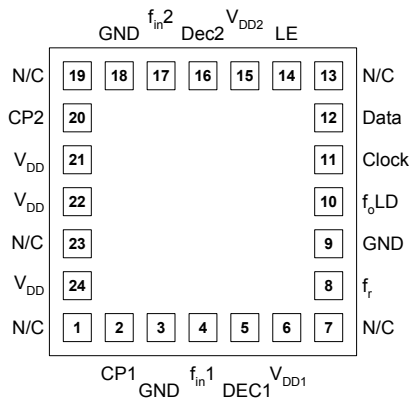 GND f_in2 Dec2 V_DD2 LE
N/C 19 18 17 16 15 14 13 N/C
CP2 20 12 Data
V_DD 21 11 Clock
V_DD 22 10 f_oLD
N/C 23 9 GND
V_DD 24 8 f_r
N/C 1 2 3 4 5 6 7 N/C
CP1 GND f_in1 DEC1 V_DD1